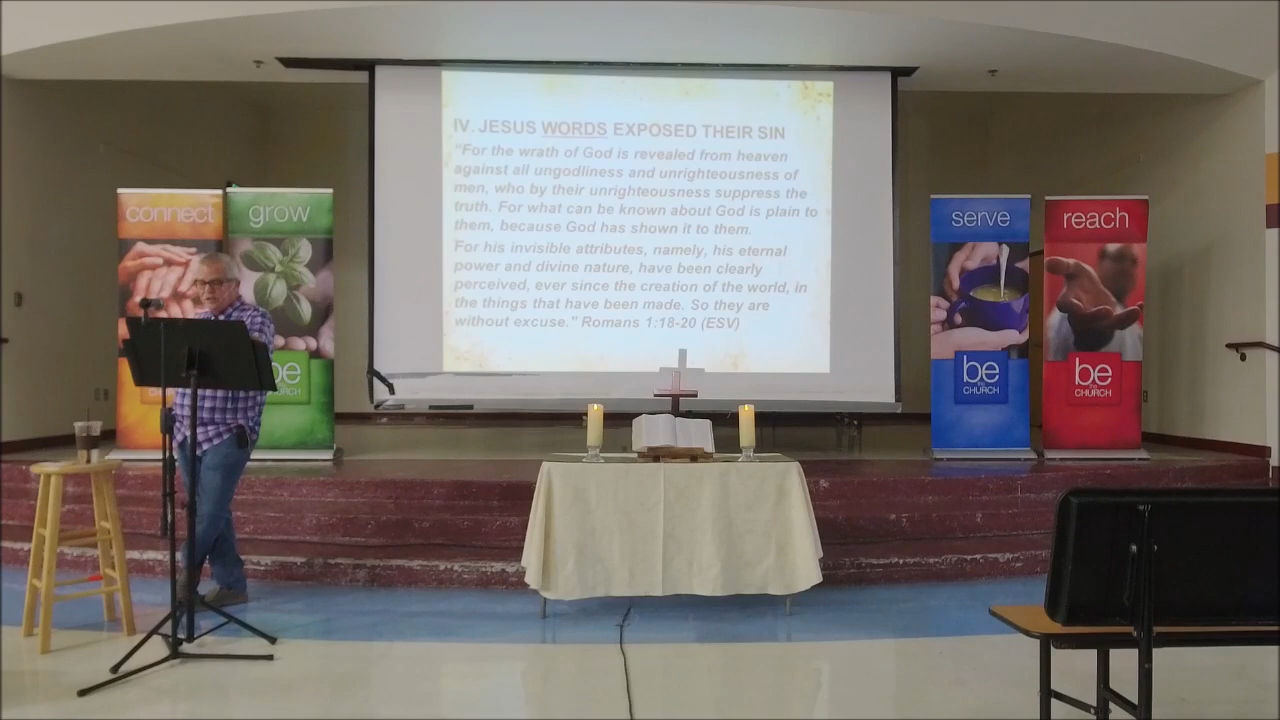 IV. JESUS WORDS EXPOSED THEIR SIN
"For the wrath of God is revealed from heaven
against all ungodliness and unrighteousness of
men, who by their unrighteousness suppress the
truth. For what can be known about God is plain to
them, because God has shown it to them.
For his invisible attributes, namely, his eternal
power and divine nature, have been clearly
perceived, ever since the creation of the world, in
the things that have been made. So they are
without excuse." Romans 1:18-20 (ESV)
connect
grow
be
CHURCH
serve
be
the
CHURCH
reach
be
the
CHURCH